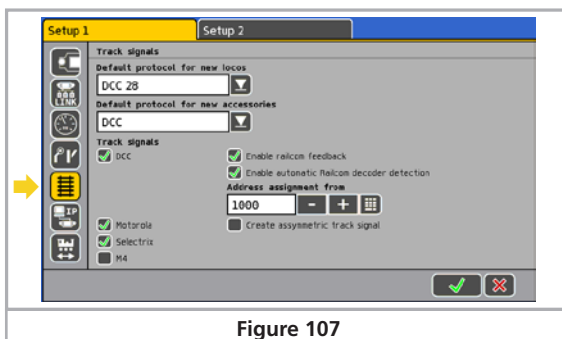 Setup 1
Setup 2
LINK
IP
Track signals
Default protocol for new locos
DCC 28
Default protocol for new accessories
DCC
Track signals
DCC
Enable railcom feedback
Enable automatic Railcom decoder detection
Address assignment from
1000 - +
Motorola
Create assymmetric track signal
Selectrix
M4
Figure 107